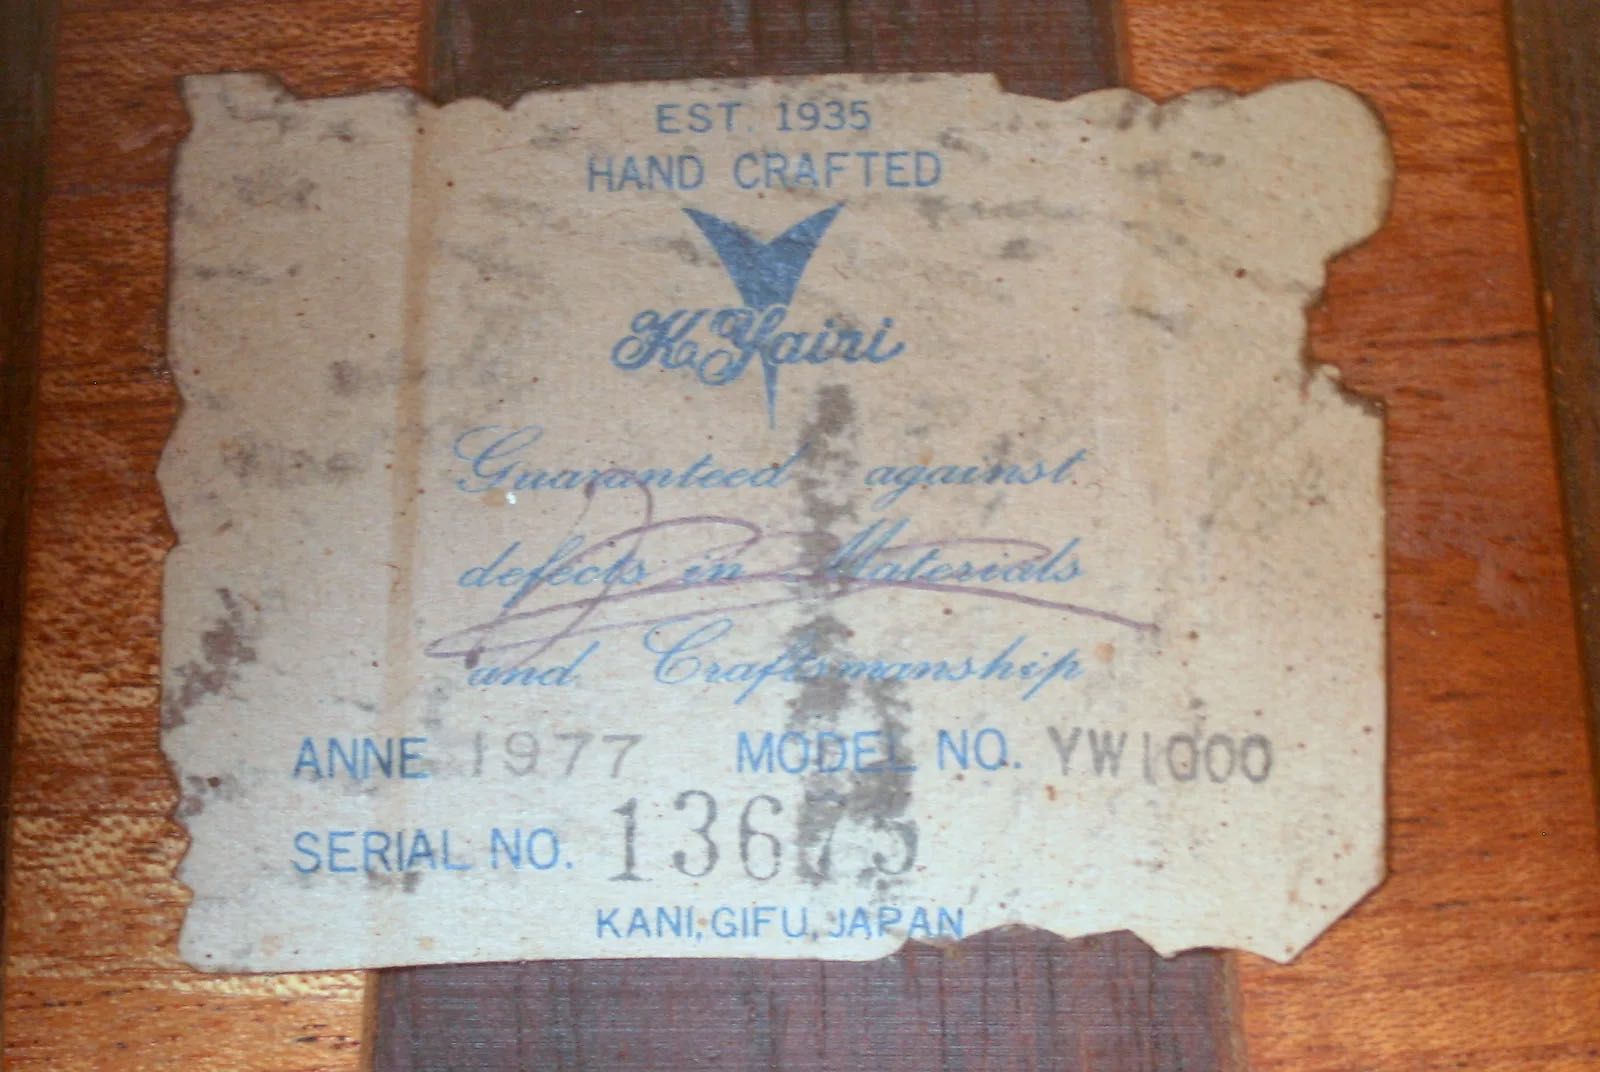 EST. 1935
HAND CRAFTED
K. Yairi
Guaranteed against
defects in Materials
and Craftsmanship
ANNE 1977 MODEL NO. YW1000
SERIAL NO. 13675
KANI, GIFU, JAPAN